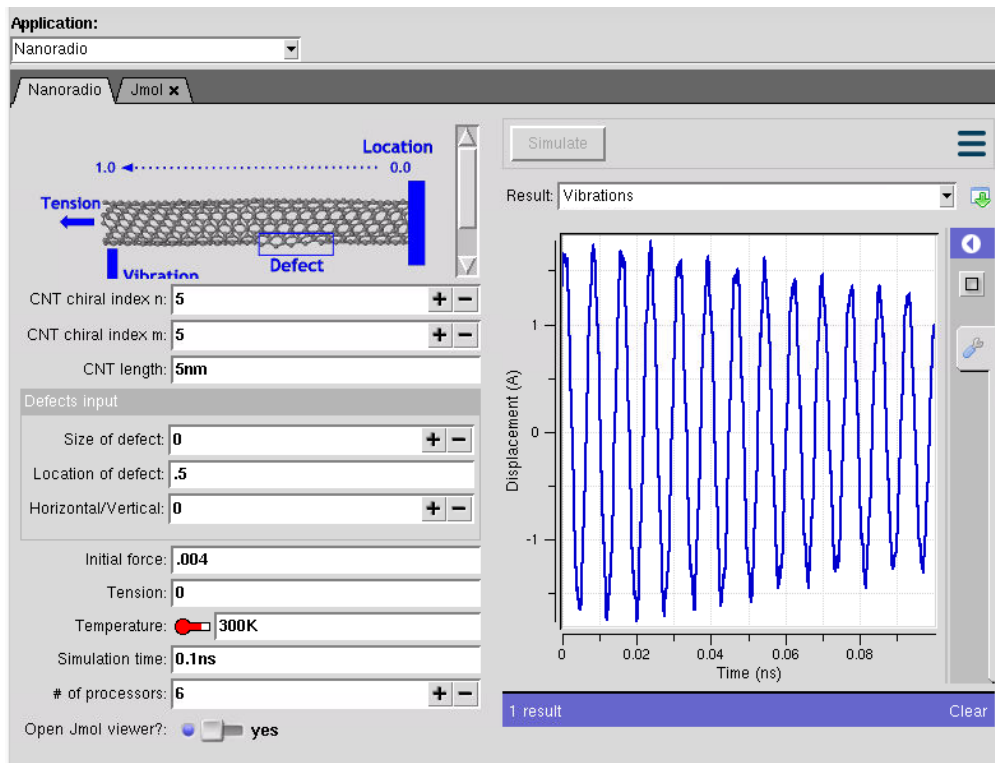 Application:
Nanoradio
Nanoradio Jmol ×
Location
1.0 0.0
Tension
Vibration
Defect
CNT chiral index n: 5 + −
CNT chiral index m: 5 + −
CNT length: 5nm
Defects input
Size of defect: 0 + −
Location of defect: .5
Horizontal/Vertical: 0 + −
Initial force: .004
Tension: 0
Temperature: 300K
Simulation time: 0.1ns
# of processors: 6 + −
Open Jmol viewer?: yes
Simulate
Result: Vibrations
Displacement (A)
1
0
-1
0 0.02 0.04 0.06 0.08
Time (ns)
1 result Clear